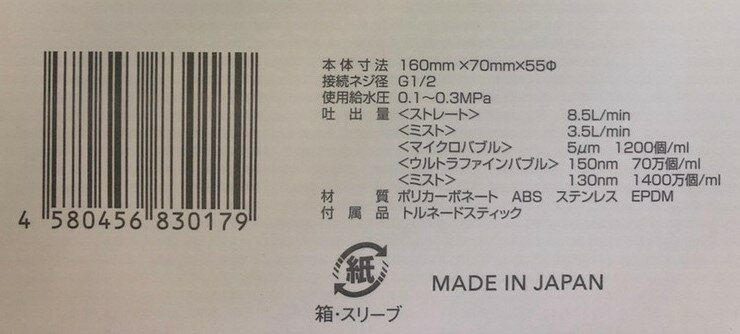 本体寸法 160mm×70mm×55Φ
接続ネジ径 G1/2
使用給水圧 0.1～0.3MPa
吐出量 <ストレート> 8.5L/min
<ミスト> 3.5L/min
<マイクロバブル> 5μm 1200個/ml
<ウルトラファインバブル> 150nm 70万個/ml
<ミスト> 130nm 1400万個/ml
材質 ポリカーボネート ABS ステンレス EPDM
付属品 トルネードスティック
4 580456 830179
紙
箱・スリーブ
MADE IN JAPAN